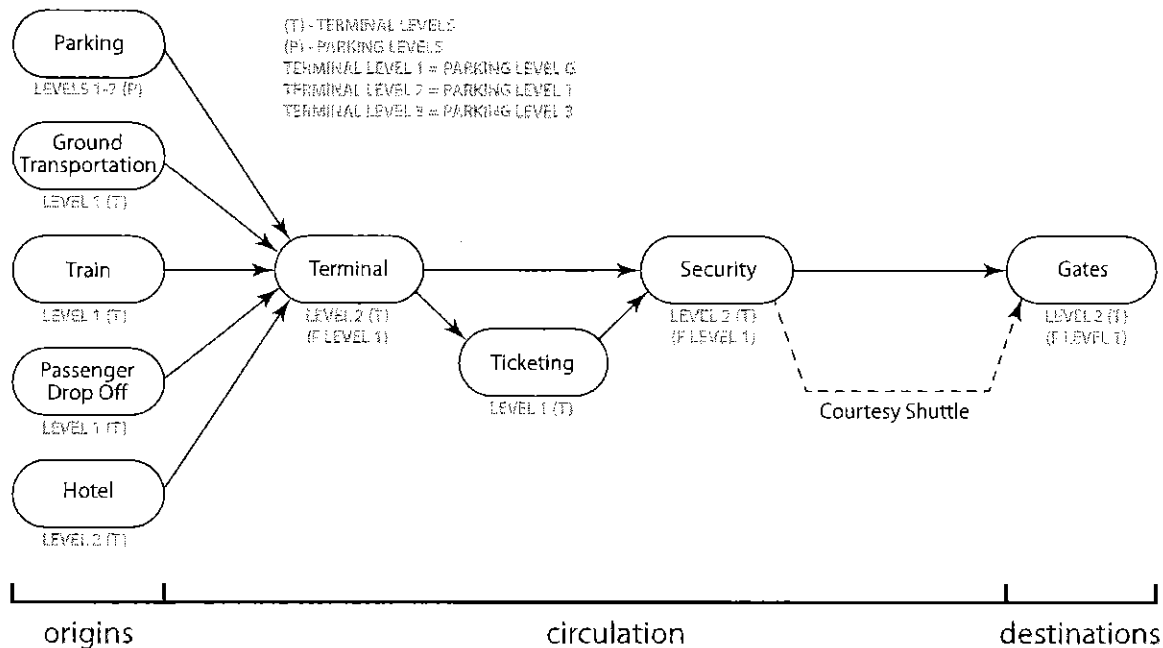 Parking
LEVELS 1-7 (P)
(T) - TERMINAL LEVELS
(P) - PARKING LEVELS
TERMINAL LEVEL 1 = PARKING LEVEL
TERMINAL LEVEL 2 = PARKING LEVEL 1
TERMINAL LEVEL 3 = PARKING LEVEL
Ground
Transportation
LEVEL 1 (T)
Train
LEVEL 1 (T)
Passenger
Drop Off
LEVEL 1 (T)
Hotel
LEVEL 2 (T)
Terminal
LEVEL 2 (T)
(F LEVEL 1)
Ticketing
LEVEL 1 (T)
Security
LEVEL 2 (T)
(F LEVEL 1)
Courtesy Shuttle
Gates
LEVEL 2 (T)
(F LEVEL 1)
origins
circulation
destinations